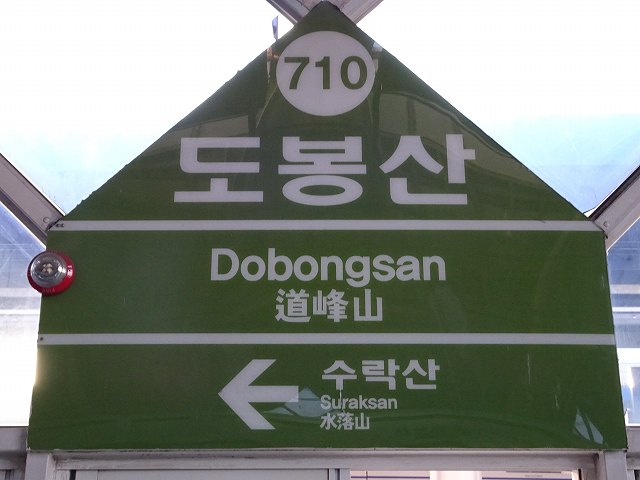 710
도봉산
Dobongsan
道峰山
수락산
Suraksan
水落山